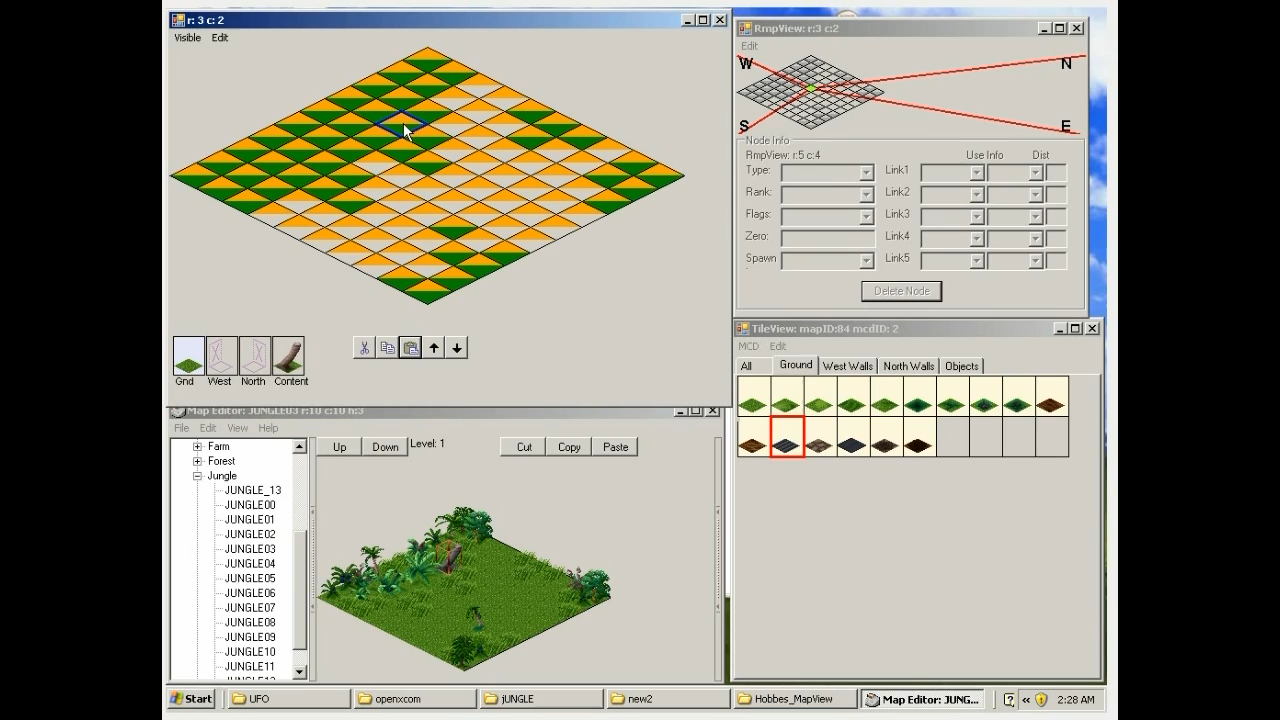 r: 3 c: 2
Visible Edit
Gnd West North Content
RmpView: r:3 c:2
Edit
W N
S E
Node Info
RmpView: r:5 c:4 Use Info Dist
Type: Link1
Rank: Link2
Flags: Link3
Zero: Link4
Spawn Link5
Delete Node
TileView: mapID:84 mcdID: 2
MCD Edit
All Ground West Walls North Walls Objects
Map Editor: JUNGLE03 r:10 c:10 h:3
File Edit View Help
Farm
Forest
Jungle
JUNGLE_13
JUNGLE00
JUNGLE01
JUNGLE02
JUNGLE03
JUNGLE04
JUNGLE05
JUNGLE06
JUNGLE07
JUNGLE08
JUNGLE09
JUNGLE10
JUNGLE11
Up Down Level: 1 Cut Copy Paste
Start UFO openxcom jUNGLE new2 Hobbes_MapView Map Editor: JUNG... « 2:28 AM